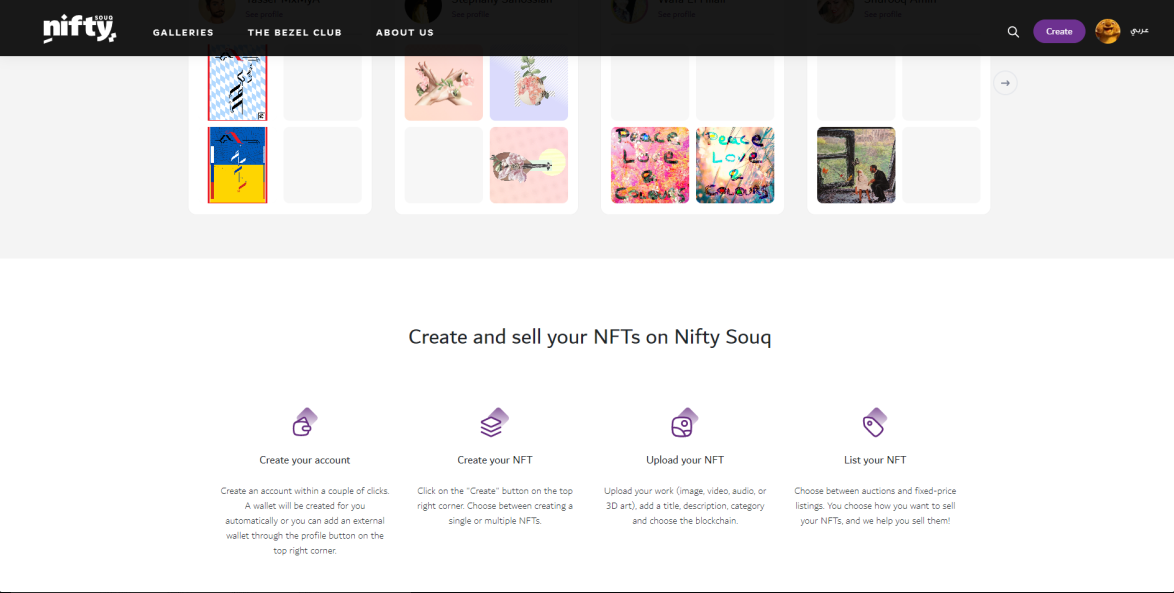 Yasser MartyA
See profile
Stephany Sanossian
See profile
See profile
See profile
nifty
SOUQ
GALLERIES
THE BEZEL CLUB
ABOUT US
Create
عربي
Peace
Love
&
Colours
Peace
Love
&
Colours
Create and sell your NFTs on Nifty Souq
Create your account
Create an account within a couple of clicks.
A wallet will be created for you
automatically or you can add an external
wallet through the profile button on the
top right corner.
Create your NFT
Click on the "Create" button on the top
right corner. Choose between creating a
single or multiple NFTs.
Upload your NFT
Upload your work (image, video, audio, or
3D art), add a title, description, category
and choose the blockchain.
List your NFT
Choose between auctions and fixed-price
listings. You choose how you want to sell
your NFTs, and we help you sell them!